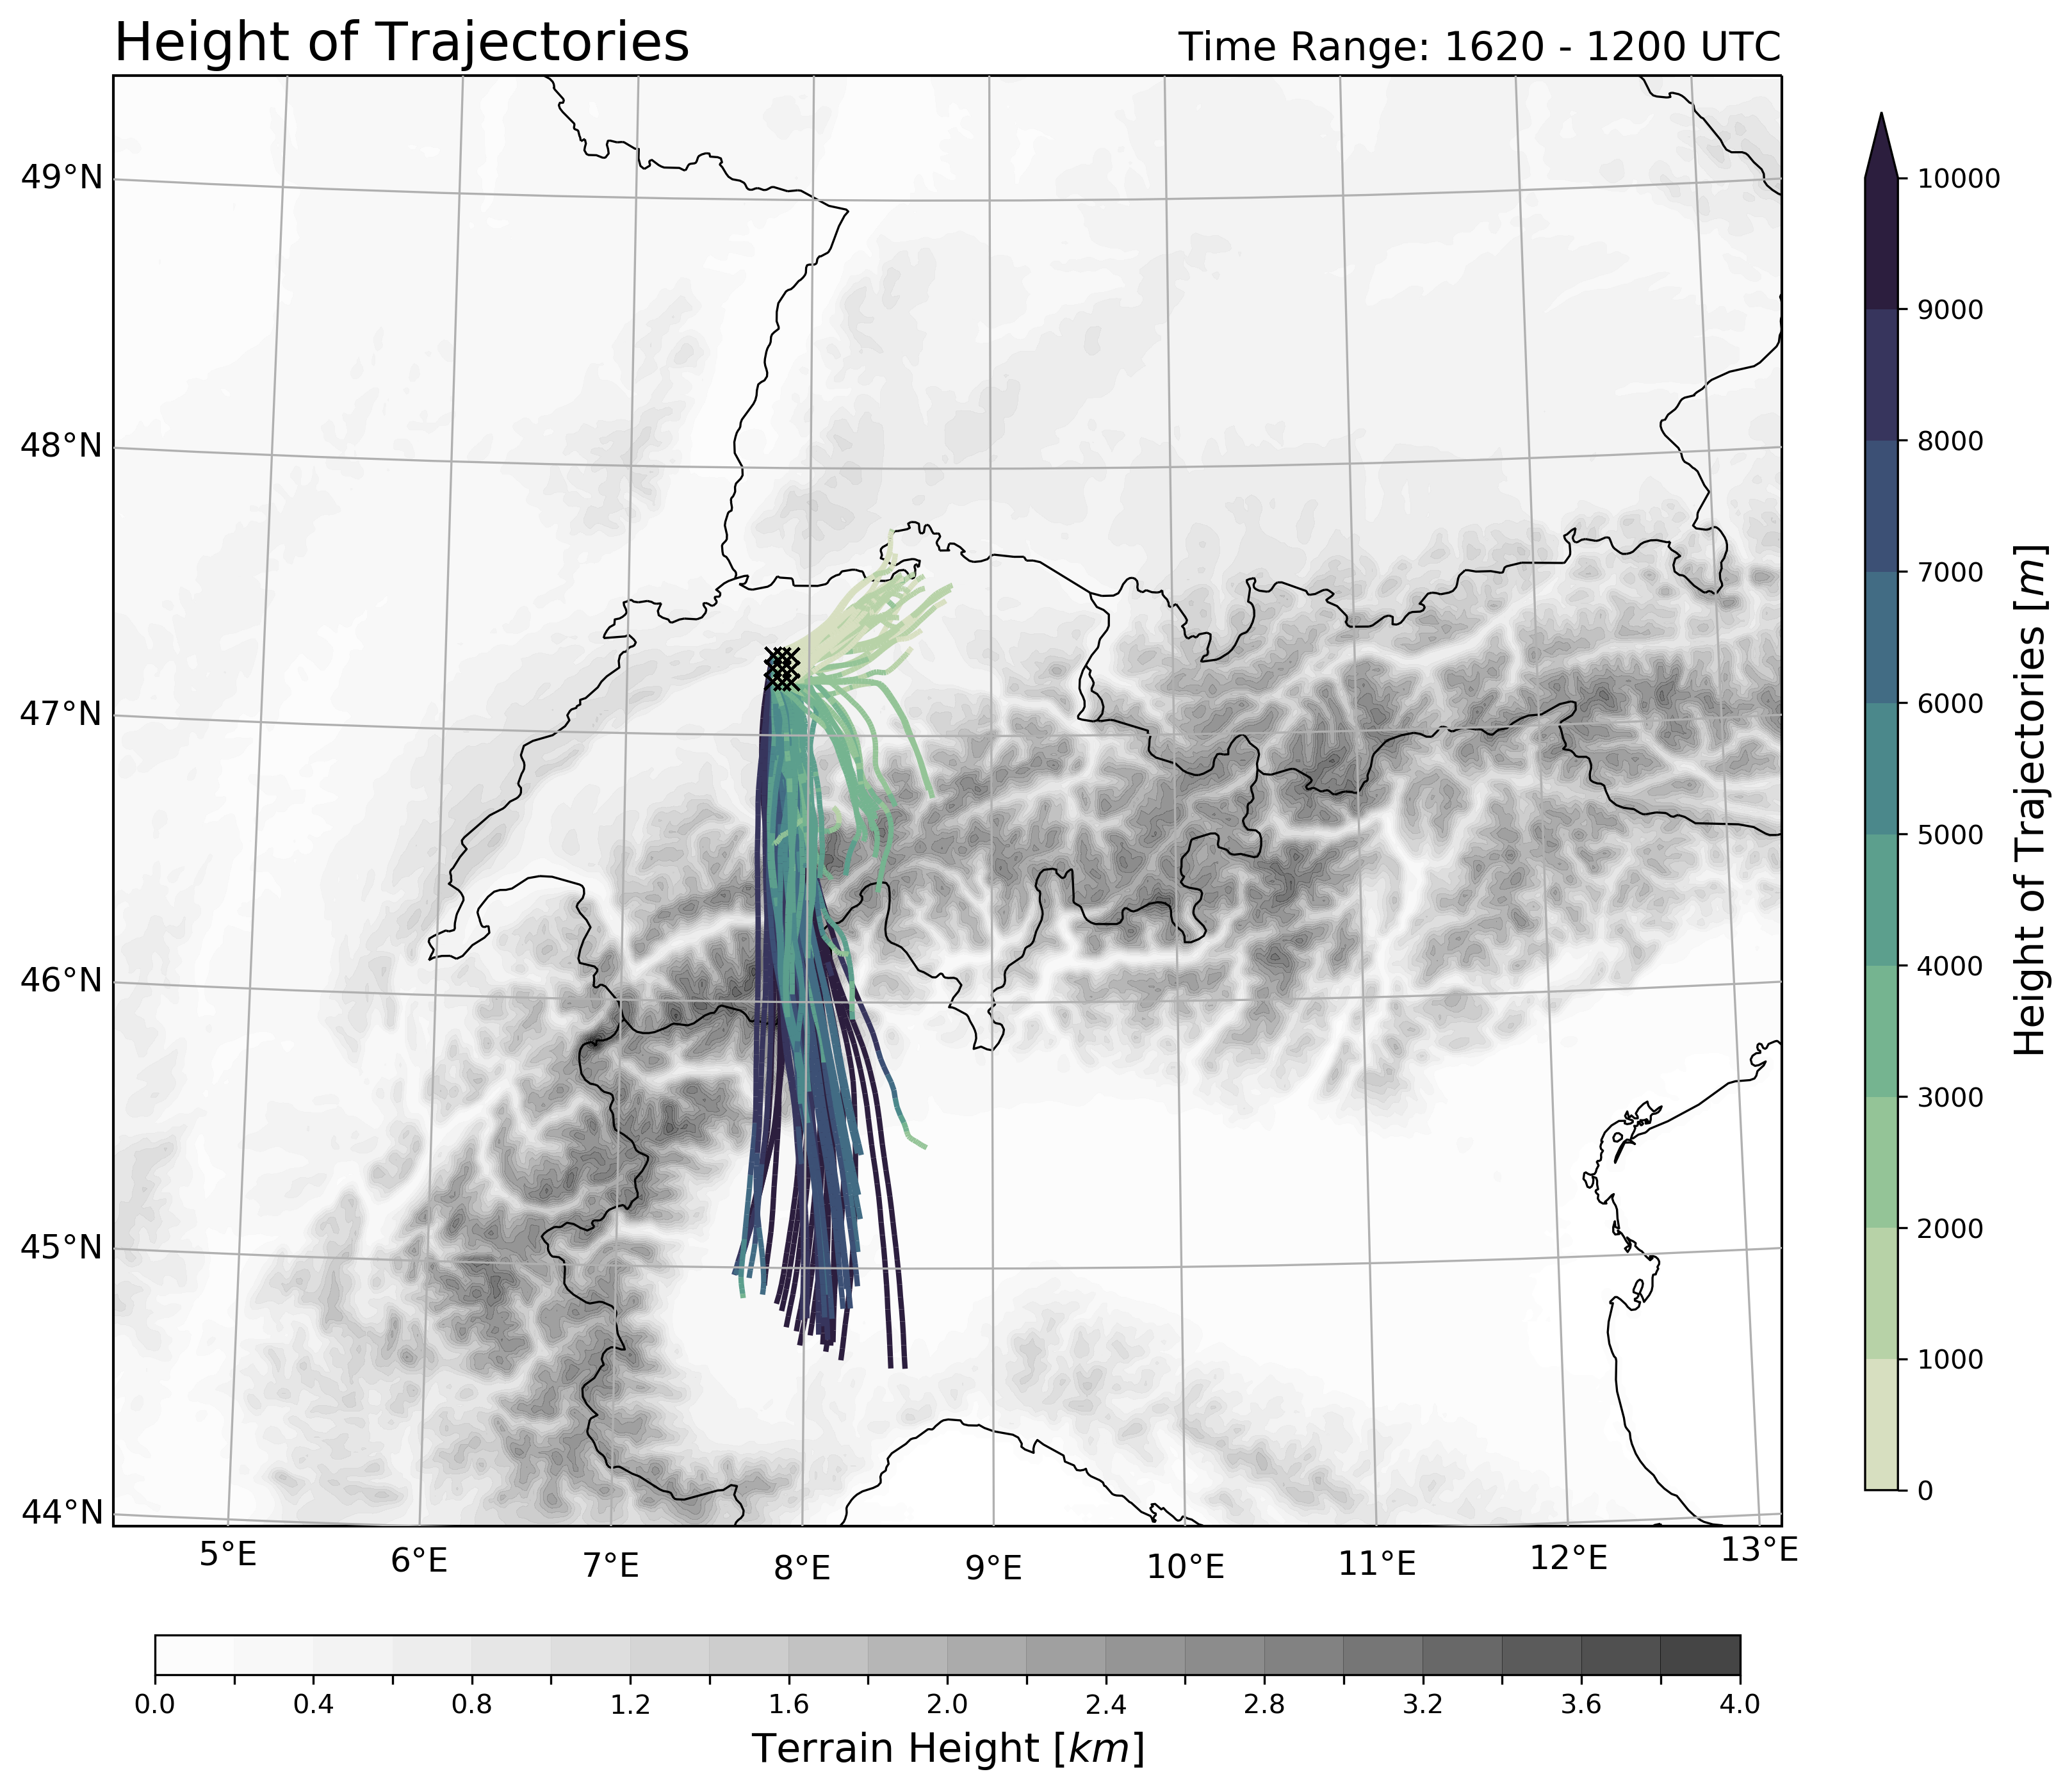 Height of Trajectories
Time Range: 1620 - 1200 UTC
49°N
48°N
47°N
46°N
45°N
44°N
5°E 6°E 7°E 8°E 9°E 10°E 11°E 12°E 13°E
10000
9000
8000
7000
6000
5000
4000
3000
2000
1000
0
Height of Trajectories [m]
0.0 0.4 0.8 1.2 1.6 2.0 2.4 2.8 3.2 3.6 4.0
Terrain Height [km]